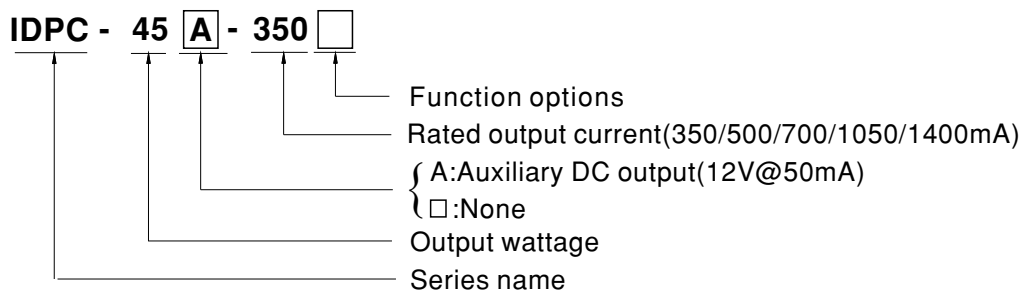 IDPC - 45 A - 350
Function options
Rated output current(350/500/700/1050/1400mA)
A:Auxiliary DC output(12V@50mA)
□:None
Output wattage
Series name